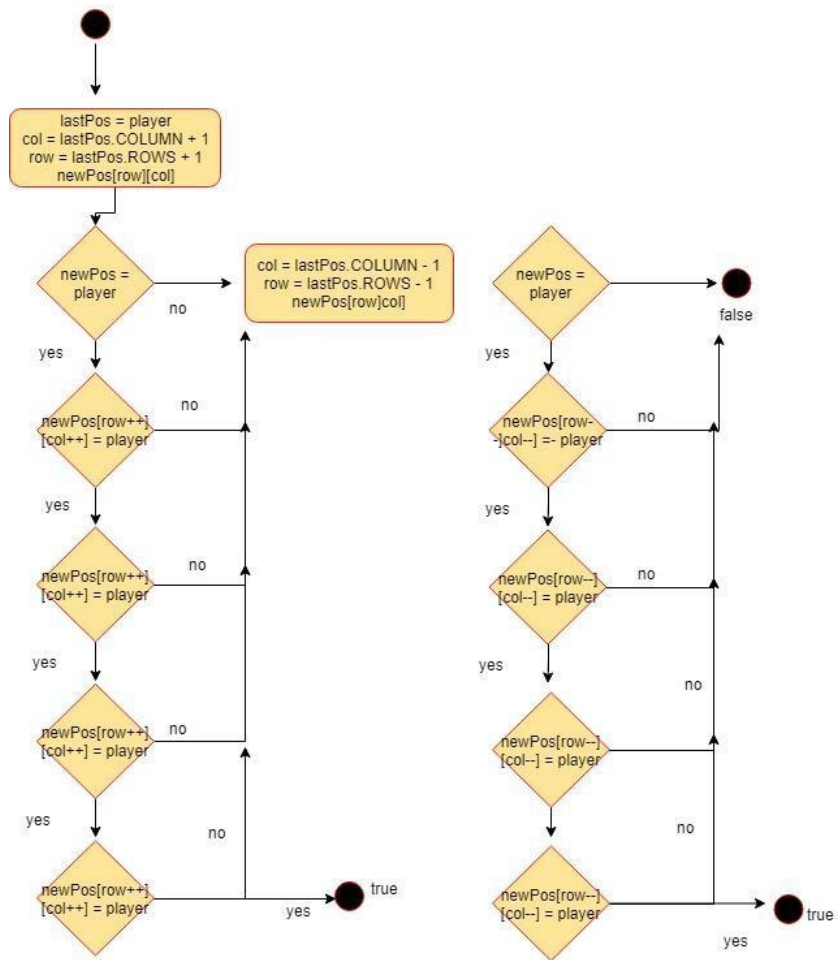 lastPos = player
col = lastPos.COLUMN + 1
row = lastPos.ROWS + 1
newPos[row][col]
newPos =
player
no
yes
col = lastPos.COLUMN - 1
row = lastPos.ROWS - 1
newPos[row]col]
newPos[row++]
[col++] = player
no
yes
newPos[row++]
[col++] = player
no
yes
newPos[row++]
[col++] = player
no
yes
newPos[row++]
[col++] = player
no
yes
true
newPos =
player
false
yes
newPos[row-
-]col--] =- player
no
yes
newPos[row--]
[col--] = player
no
yes
newPos[row--]
[col--] = player
no
newPos[row--]
[col--] = player
no
yes
true